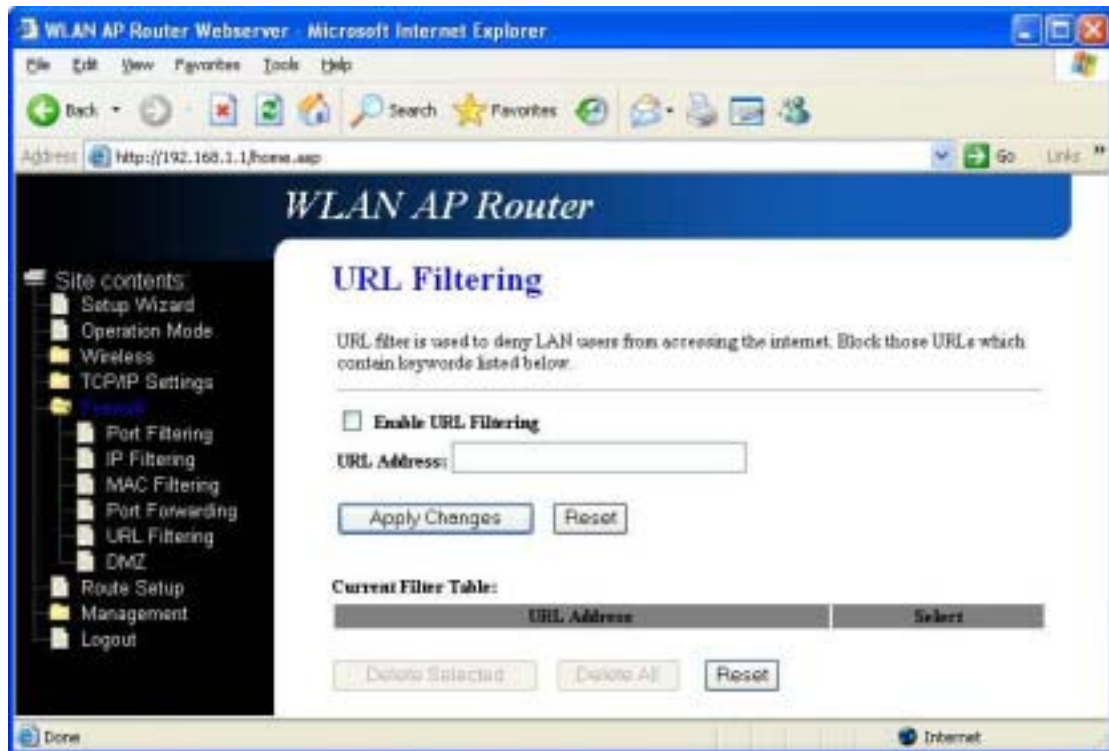 WLAN AP Router Webserver - Microsoft Internet Explorer
File Edit View Favorites Tools Help
Back Search Favorites
Address http://192.168.1.1/home.asp Go Links »
WLAN AP Router
Site contents:
Setup Wizard
Operation Mode
Wireless
TCP/IP Settings
Firewall
Port Filtering
IP Filtering
MAC Filtering
Port Forwarding
URL Filtering
DMZ
Route Setup
Management
Logout
URL Filtering
URL filter is used to deny LAN users from accessing the internet. Block those URLs which
contain keywords listed below.
Enable URL Filtering
URL Address:
Apply Changes Reset
Current Filter Table:
URL Address Select
Delete Selected Delete All Reset
Done Internet